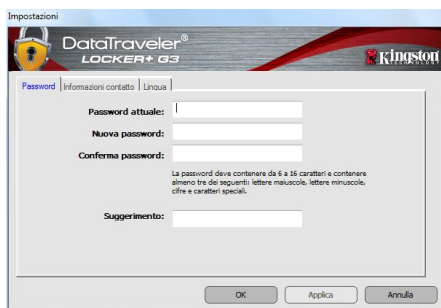 Impostazioni
DataTraveler®
LOCKER+ G3
Kingston
TECHNOLOGY
Password
Informazioni contatto
Lingua
Password attuale:
Nuova password:
Conferma password:
La password deve contenere da 6 a 16 caratteri e contenere
almeno tre dei seguenti: lettere maiuscole, lettere minuscole,
cifre e caratteri speciali.
Suggerimento:
OK
Applica
Annulla